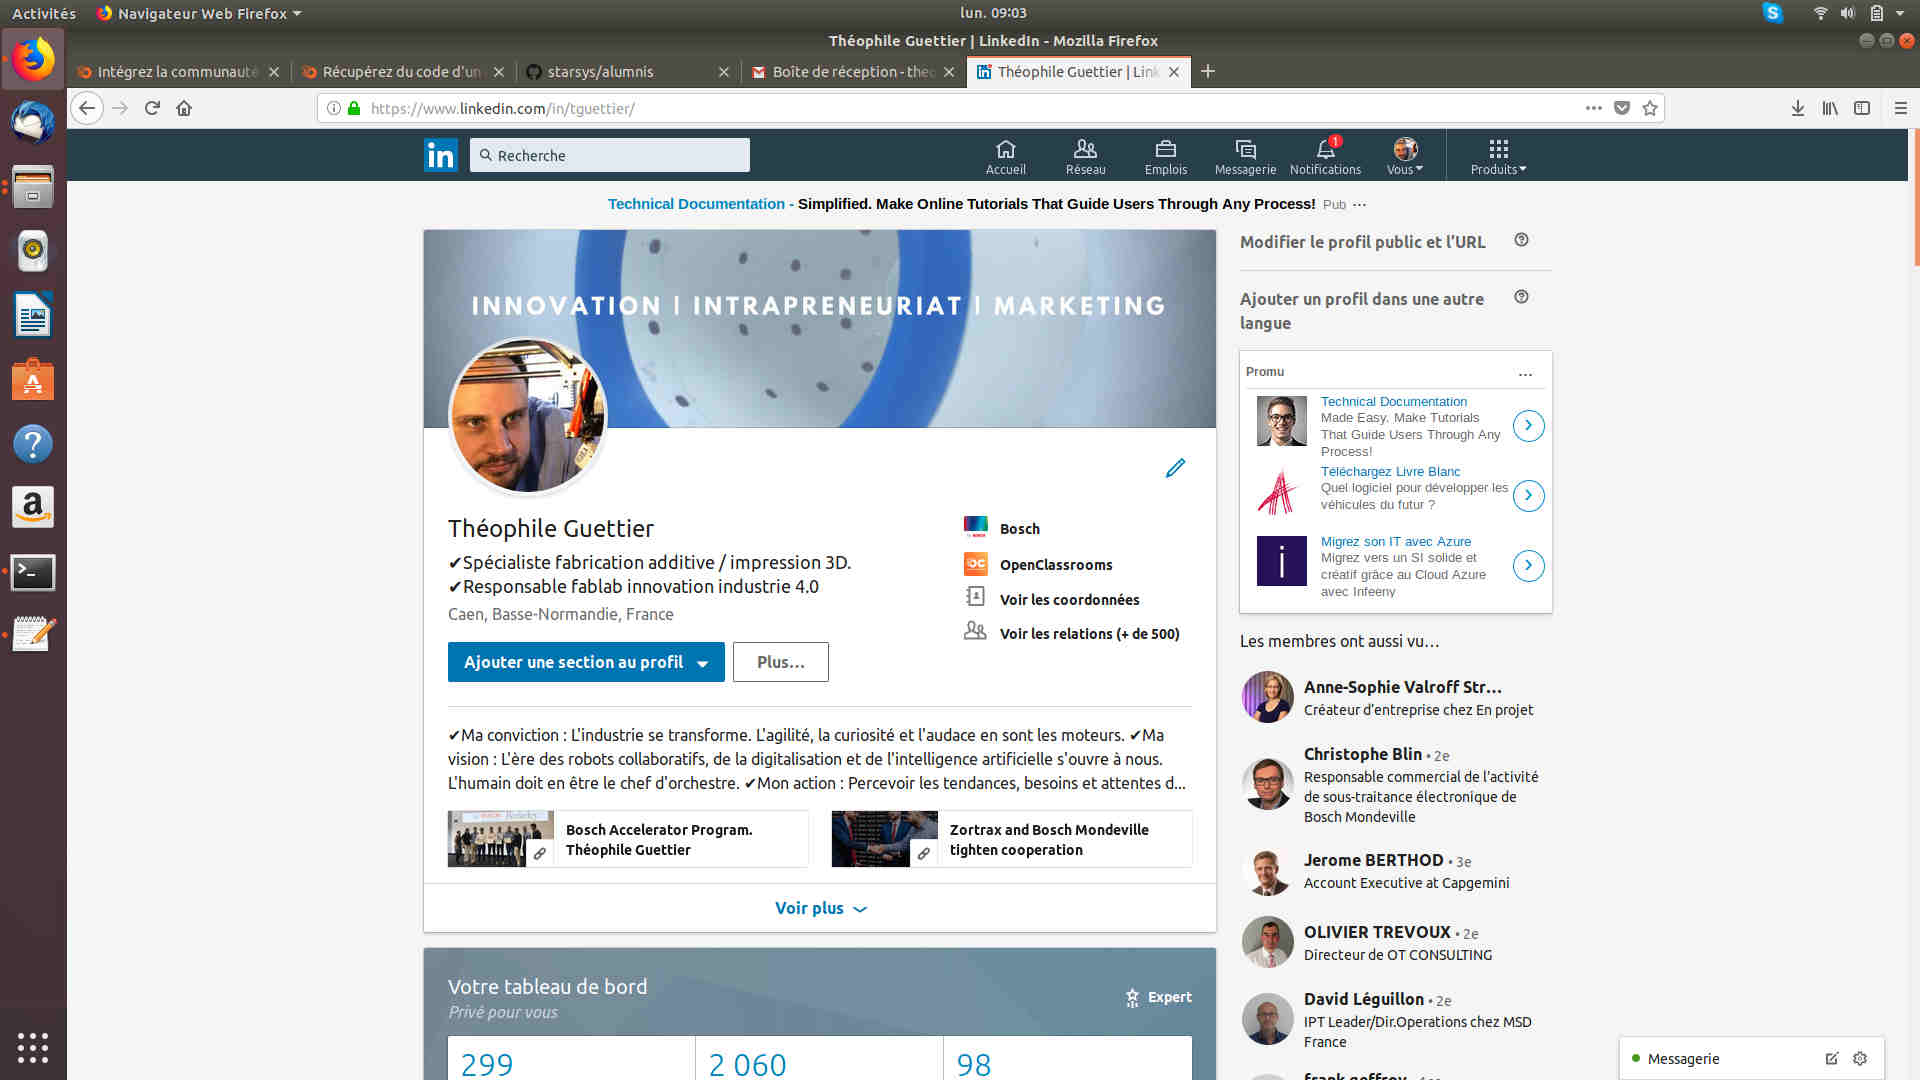 Activités
Navigateur Web Firefox
lun. 09:03
Théophile Guettier | LinkedIn - Mozilla Firefox
Intégrez la communauté
Récupérez du code d'un
starsys/alumnis
Boîte de réception - theo
Théophile Guettier | Link
https://www.linkedin.com/in/tguettier/
in
Recherche
Accueil
Réseau
Emplois
Messagerie
1
Notifications
Vous
Produits
Technical Documentation - Simplified. Make Online Tutorials That Guide Users Through Any Process! Pub ...
INNOVATION | INTRAPRENEURIAT | MARKETING
Théophile Guettier
✔Spécialiste fabrication additive / impression 3D.
✔Responsable fablab innovation industrie 4.0
Caen, Basse-Normandie, France
Ajouter une section au profil
Plus...
Bosch
OpenClassrooms
Voir les coordonnées
Voir les relations (+ de 500)
✔Ma conviction : L'industrie se transforme. L'agilité, la curiosité et l'audace en sont les moteurs. ✔Ma
vision : L'ère des robots collaboratifs, de la digitalisation et de l'intelligence artificielle s'ouvre à nous.
L'humain doit en être le chef d'orchestre. ✔Mon action : Percevoir les tendances, besoins et attentes d...
Bosch Accelerator Program.
Théophile Guettier
Zortrax and Bosch Mondeville
tighten cooperation
Voir plus
Votre tableau de bord
Privé pour vous
Expert
299
2 060
98
Modifier le profil public et l'URL
Ajouter un profil dans une autre
langue
Promu
...
Technical Documentation
Made Easy. Make Tutorials
That Guide Users Through Any
Process!
Téléchargez Livre Blanc
Quel logiciel pour développer les
véhicules du futur ?
Migrez son IT avec Azure
Migrez vers un SI solide et
créatif grâce au Cloud Azure
avec Infeeny
Les membres ont aussi vu...
Anne-Sophie Valroff Str...
Créateur d'entreprise chez En projet
Christophe Blin • 2e
Responsable commercial de l'activité
de sous-traitance électronique de
Bosch Mondeville
Jerome BERTHOD • 3e
Account Executive at Capgemini
OLIVIER TREVOUX • 2e
Directeur de OT CONSULTING
David Léguillon • 2e
IPT Leader/Dir.Operations chez MSD
France
Messagerie